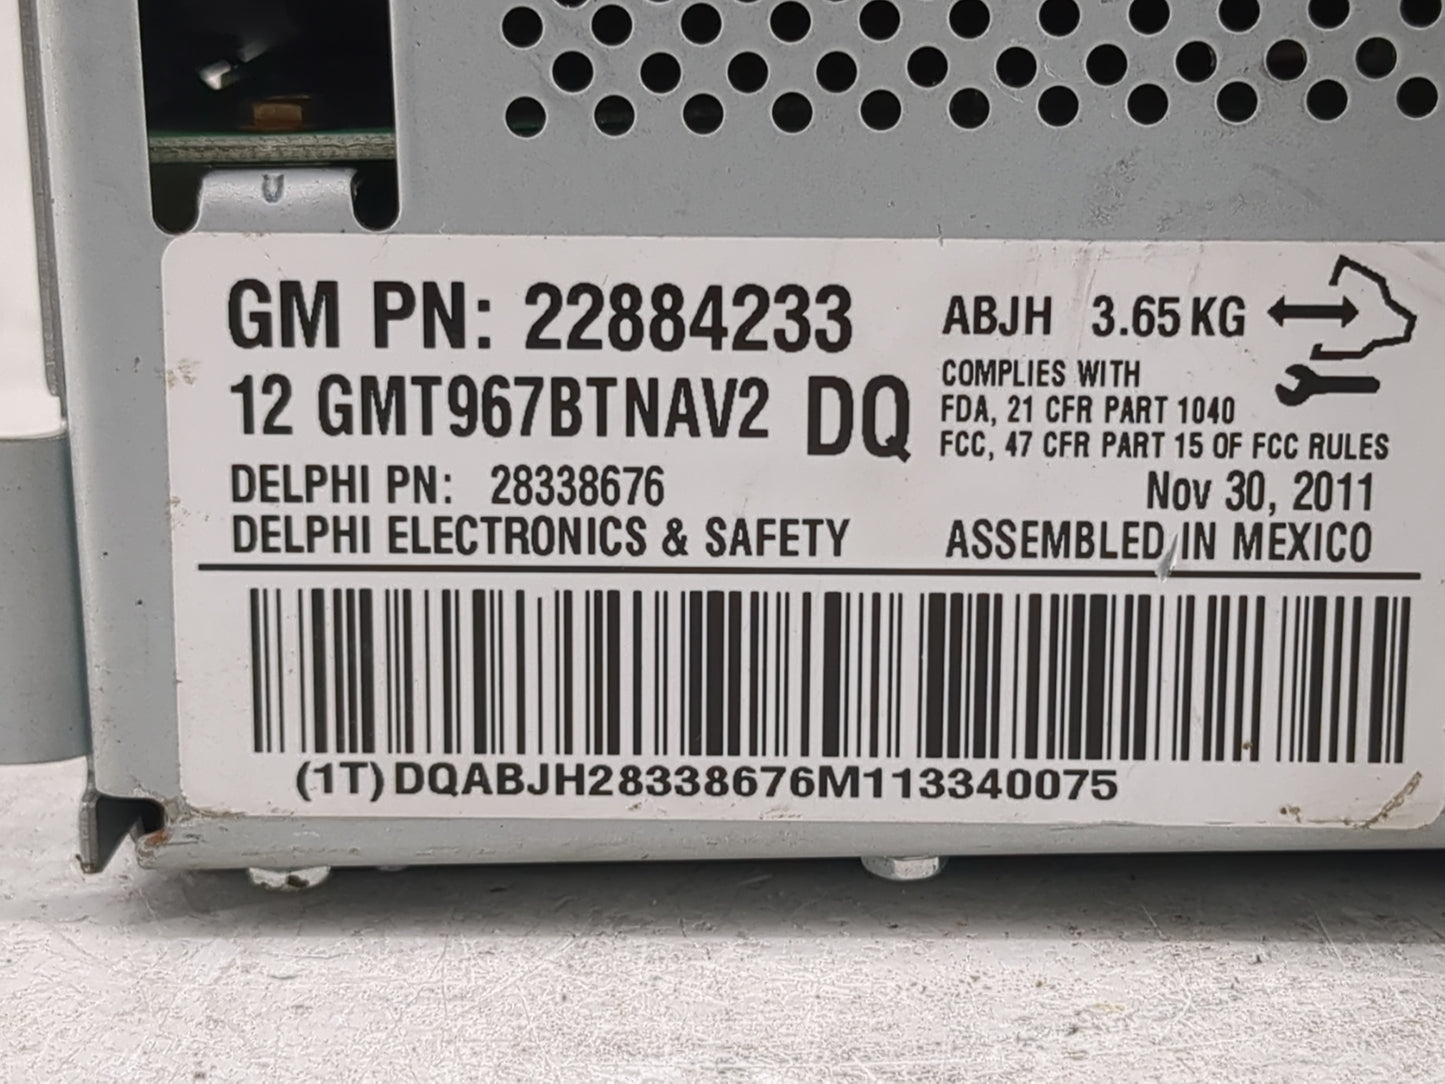 GM PN: 22884233
12 GMT967BTNAV2 DQ
DELPHI PN: 28338676
DELPHI ELECTRONICS & SAFETY
ABJH 3.65 KG
COMPLIES WITH
FDA, 21 CFR PART 1040
FCC, 47 CFR PART 15 OF FCC RULES
Nov 30, 2011
ASSEMBLED IN MEXICO
(1T) DQABJH28338676M113340075